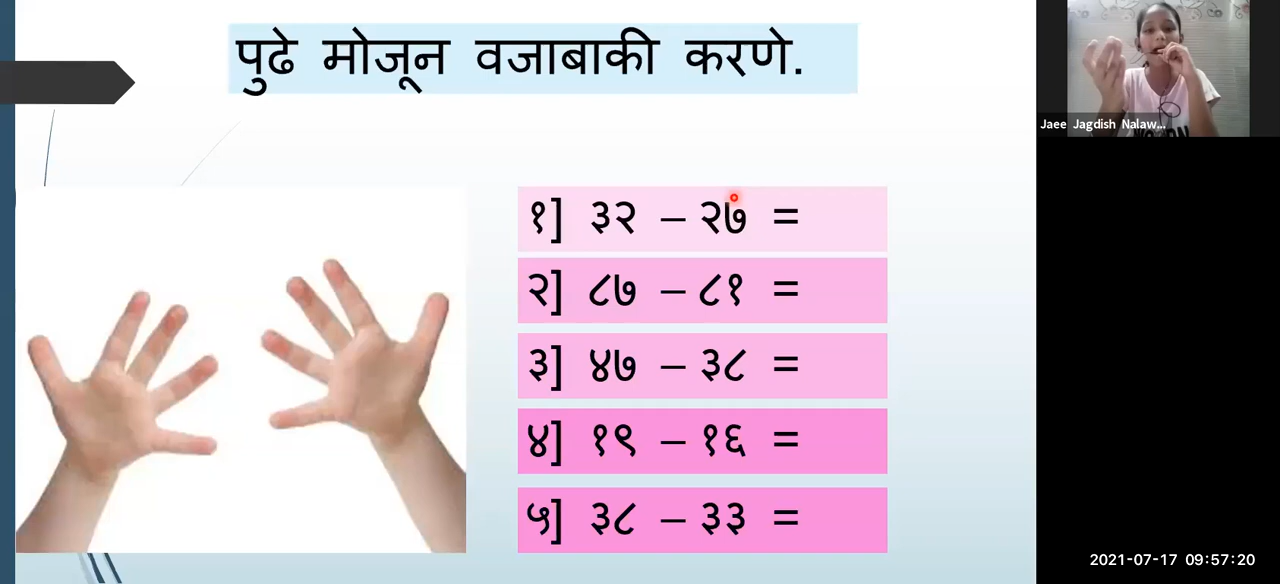 पुढे मोजून वजाबाकी करणे.
Jaee Jagdish Nalaw...
१] ३२ – २७ =
२] ८७ – ८१ =
३] ४७ – ३८ =
४] १९ – १६ =
५] ३८ – ३३ =
2021-07-17 09:57:20